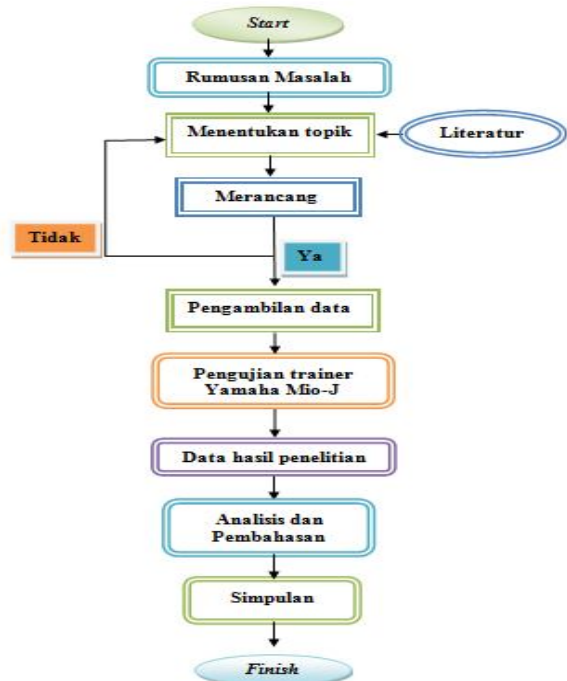 Start
Rumusan Masalah
Menentukan topik
Literatur
Merancang
Tidak
Ya
Pengambilan data
Pengujian trainer
Yamaha Mio-J
Data hasil penelitian
Analisis dan
Pembahasan
Simpulan
Finish